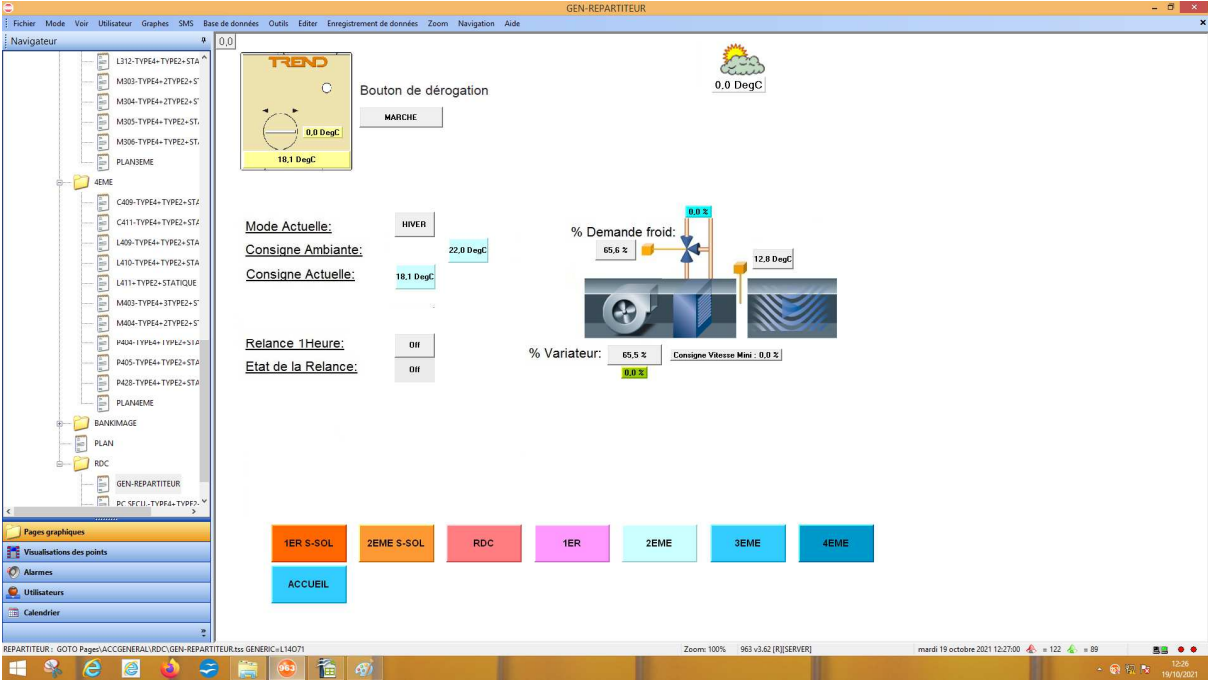 GEN-REPARTITEUR
Fichier Mode Voir Utilisateur Graphes SMS Base de données Outils Editer Enregistrement de données Zoom Navigation Aide
Navigateur
L312-TYPE4+TYPE2+STA
M303-TYPE4+2TYPE2+S
M304-TYPE4+2TYPE2+S
M305-TYPE4+TYPE2+ST
M306-TYPE4+TYPE2+ST
PLAN3EME
4EME
C409-TYPE4+TYPE2+STA
C411-TYPE4+TYPE2+STA
L409-TYPE4+TYPE2+STA
L410-TYPE4+TYPE2+STA
L411+TYPE2+STATIQUE
M403-TYPE4+3TYPE2+S
M404-TYPE4+2TYPE2+S
P404-TYPE4+TYPE2+STA
P405-TYPE4+TYPE2+STA
P428-TYPE4+TYPE2+STA
PLAN4EME
BANKIMAGE
PLAN
RDC
GEN-REPARTITEUR
PC SECU.-TYPE4+TYPE2-
Pages graphiques
Visualisations des points
Alarmes
Utilisateurs
Calendrier
0,0
TREND
0,0 DegC
18,1 DegC
Bouton de dérogation
MARCHE
0,0 DegC
Mode Actuelle:
HIVER
Consigne Ambiante:
22,0 DegC
Consigne Actuelle:
18,1 DegC
Relance 1Heure:
Off
Etat de la Relance:
Off
0,0 %
% Demande froid:
65,6 %
12,8 DegC
% Variateur:
65,5 %
Consigne Vitesse Mini : 0,0 %
0,0 %
1ER S-SOL
2EME S-SOL
RDC
1ER
2EME
3EME
4EME
ACCUEIL
REPARTITEUR : GOTO Pages\ACCGENERAL\RDC\GEN-REPARTITEUR.tss GENERIC=L14O71
Zoom: 100%
963 v3.62 [R][SERVER]
mardi 19 octobre 2021 12:27:00
= 122
= 89
963
12:26
19/10/2021